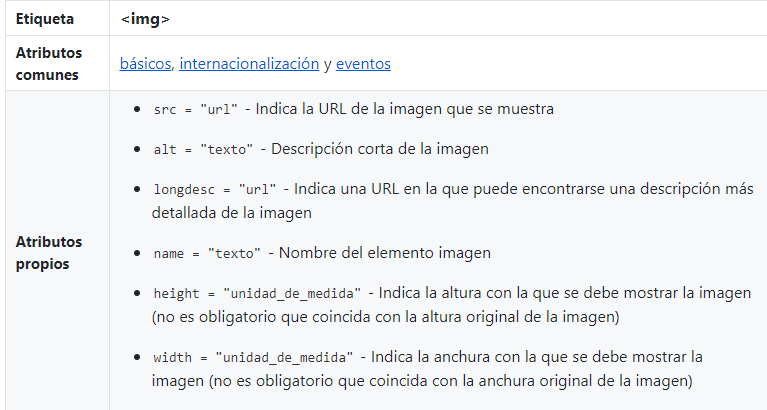 Etiqueta <img>
Atributos comunes básicos, internacionalización y eventos
Atributos propios
• src = "url" - Indica la URL de la imagen que se muestra
• alt = "texto" - Descripción corta de la imagen
• longdesc = "url" - Indica una URL en la que puede encontrarse una descripción más
detallada de la imagen
• name = "texto" - Nombre del elemento imagen
• height = "unidad_de_medida" - Indica la altura con la que se debe mostrar la imagen
(no es obligatorio que coincida con la altura original de la imagen)
• width = "unidad_de_medida" - Indica la anchura con la que se debe mostrar la
imagen (no es obligatorio que coincida con la anchura original de la imagen)